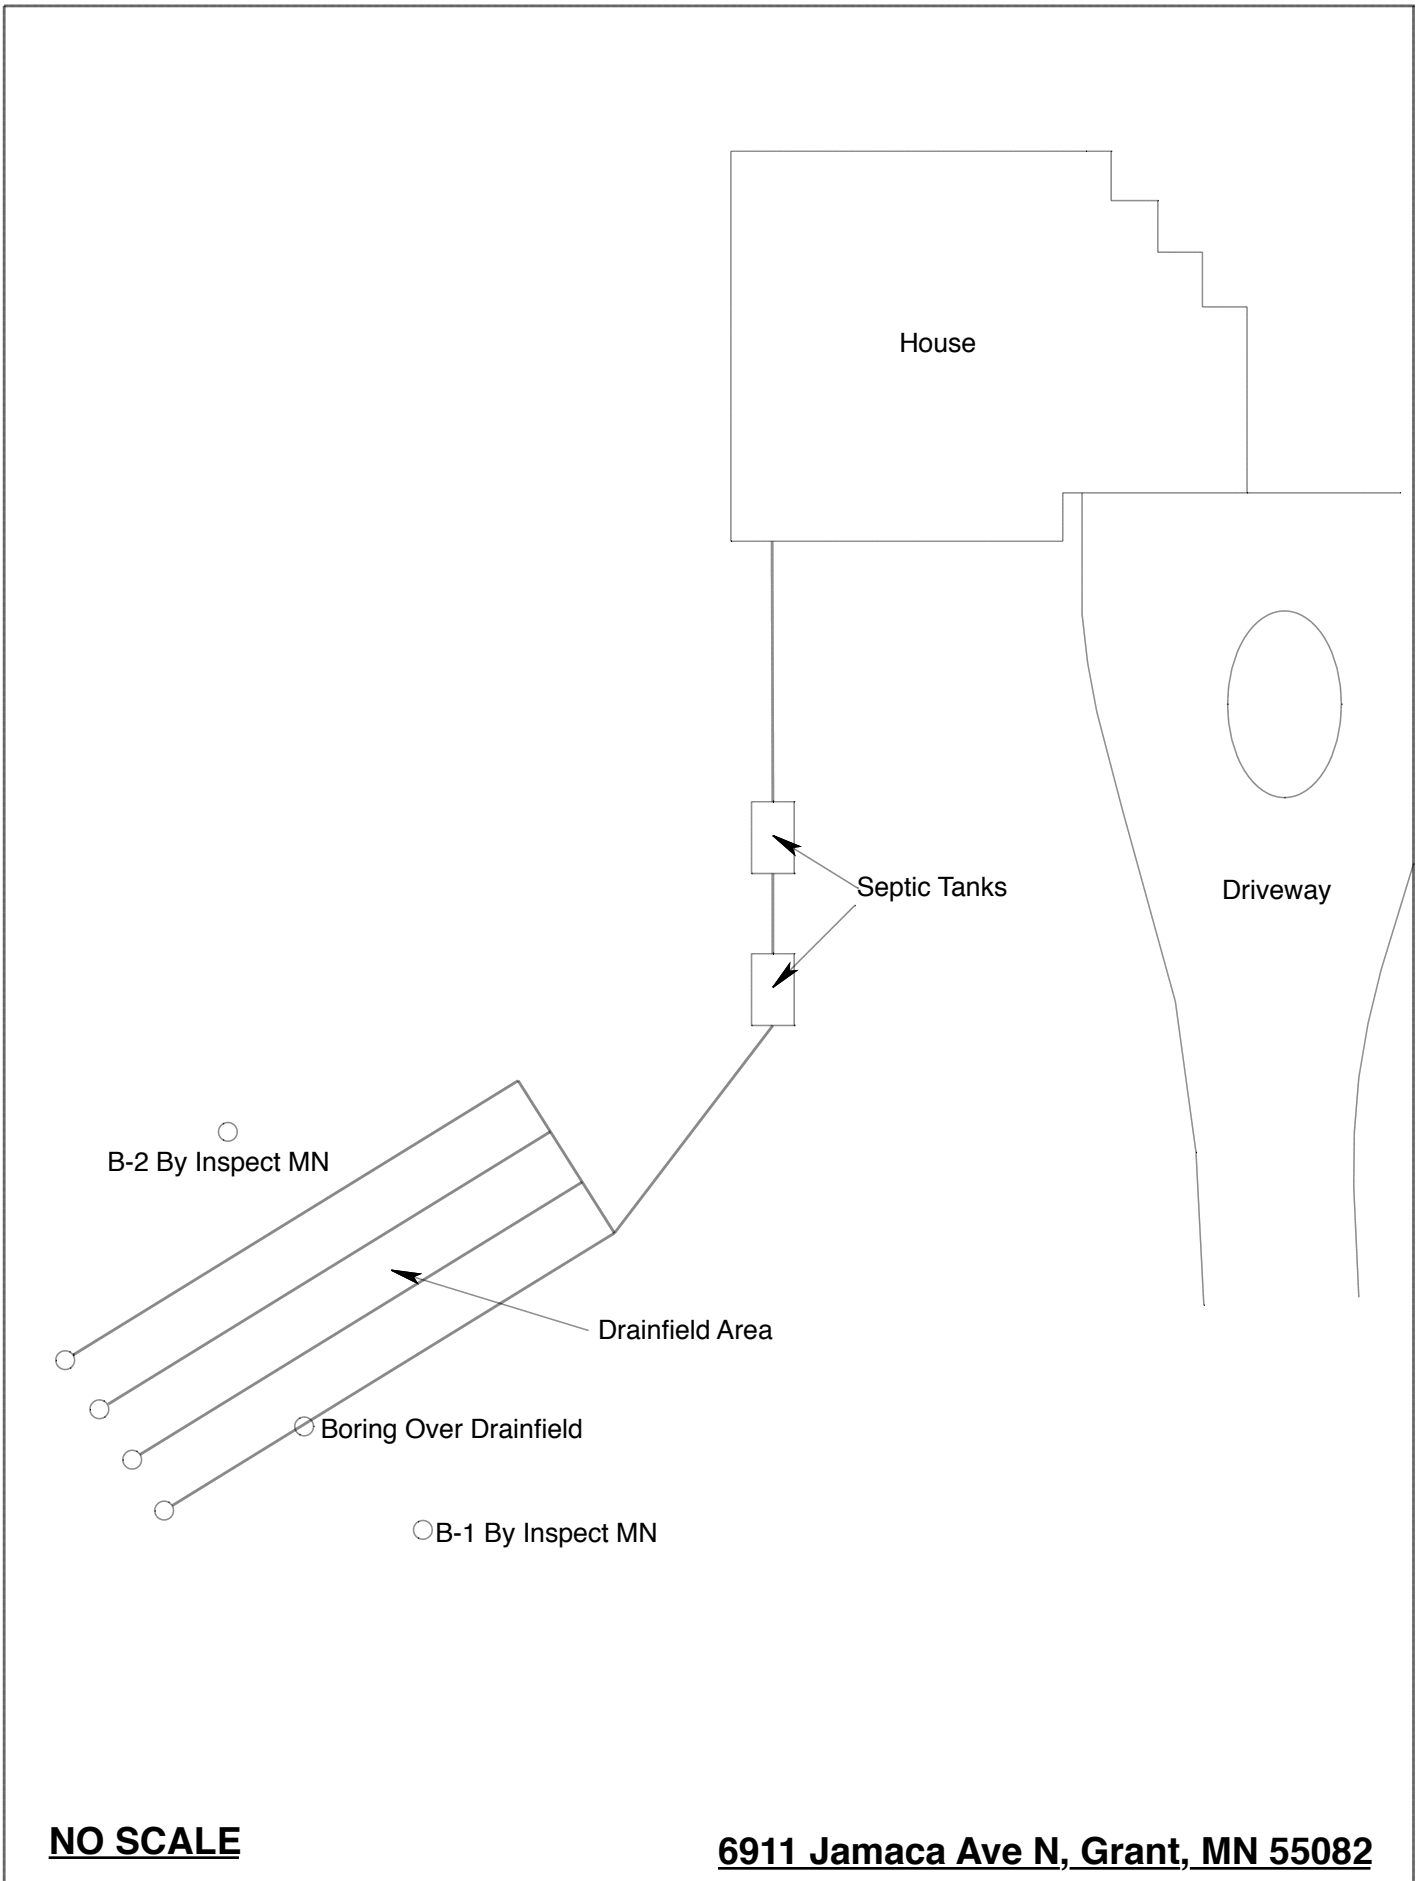 House
Septic Tanks
Driveway
B-2 By Inspect MN
Drainfield Area
Boring Over Drainfield
B-1 By Inspect MN
NO SCALE
6911 Jamaca Ave N, Grant, MN 55082